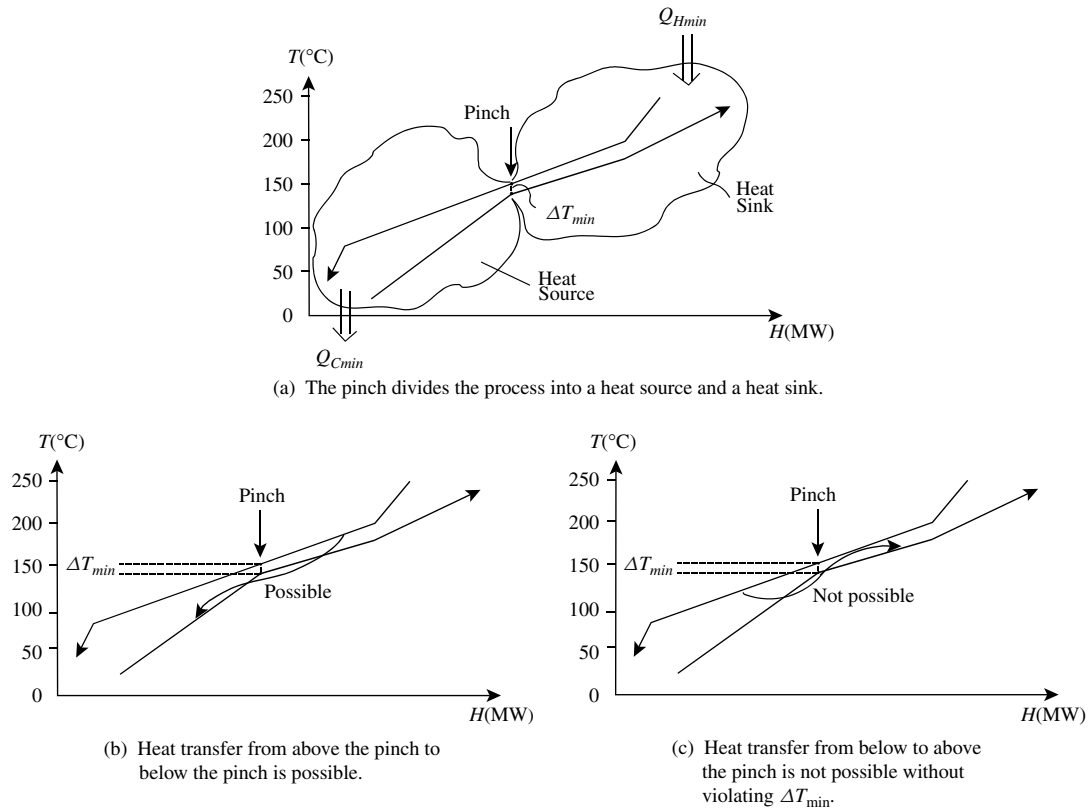 Q_Hmin
T(°C)
250
200
150
100
50
0
Pinch
ΔT_min
Heat
Sink
Heat
Source
H(MW)
Q_Cmin
(a) The pinch divides the process into a heat source and a heat sink.
T(°C)
250
200
150
100
50
0
Pinch
ΔT_min
Possible
H(MW)
(b) Heat transfer from above the pinch to
below the pinch is possible.
T(°C)
250
200
150
100
50
0
Pinch
ΔT_min
Not possible
H(MW)
(c) Heat transfer from below to above
the pinch is not possible without
violating ΔT_min.